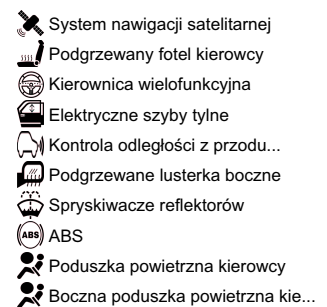 System nawigacji satelitarnej
Podgrzewany fotel kierowcy
Kierownica wielofunkcyjna
Elektryczne szyby tylne
Kontrola odległości z przodu...
Podgrzewane lusterka boczne
Spryskiwacze reflektorów
ABS ABS
Poduszka powietrzna kierowcy
Boczna poduszka powietrzna kie...